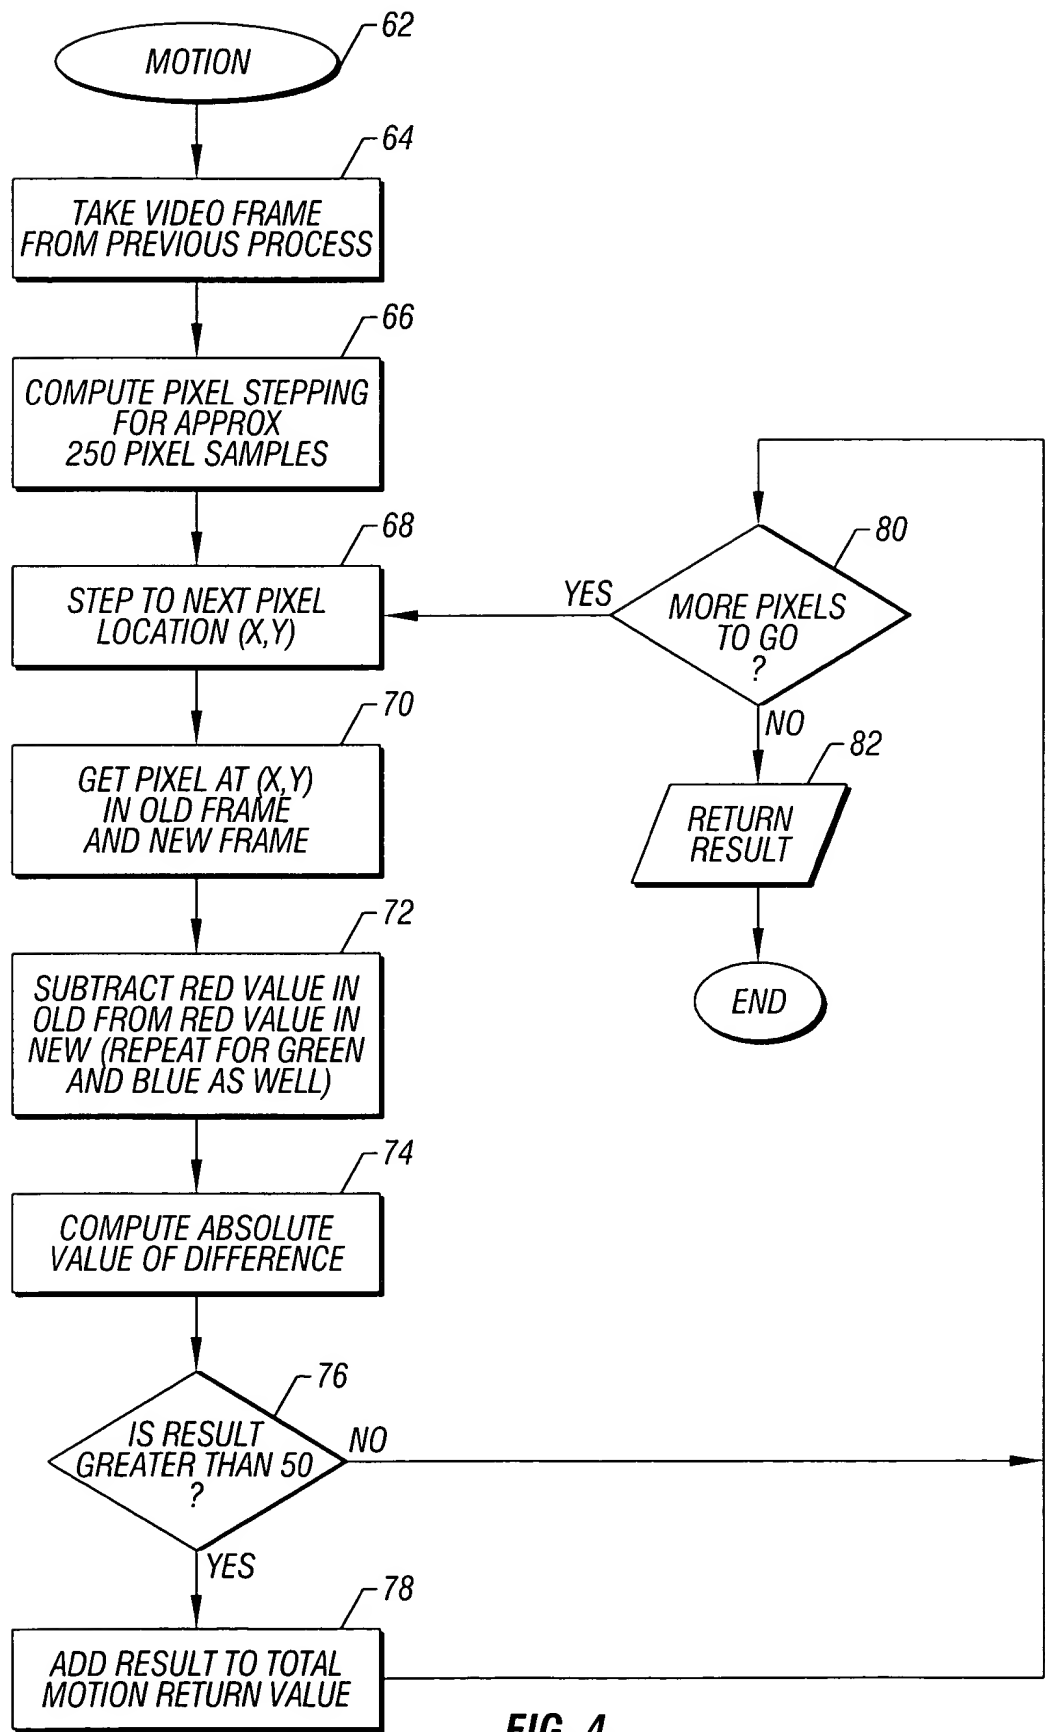 62
MOTION
64
TAKE VIDEO FRAME
FROM PREVIOUS PROCESS
66
COMPUTE PIXEL STEPPING
FOR APPROX
250 PIXEL SAMPLES
68
STEP TO NEXT PIXEL
LOCATION (X,Y)
70
GET PIXEL AT (X,Y)
IN OLD FRAME
AND NEW FRAME
72
SUBTRACT RED VALUE IN
OLD FROM RED VALUE IN
NEW (REPEAT FOR GREEN
AND BLUE AS WELL)
74
COMPUTE ABSOLUTE
VALUE OF DIFFERENCE
76
IS RESULT
GREATER THAN 50
?
NO
YES
78
ADD RESULT TO TOTAL
MOTION RETURN VALUE
80
YES
MORE PIXELS
TO GO
?
NO
82
RETURN
RESULT
END
FIG. 4